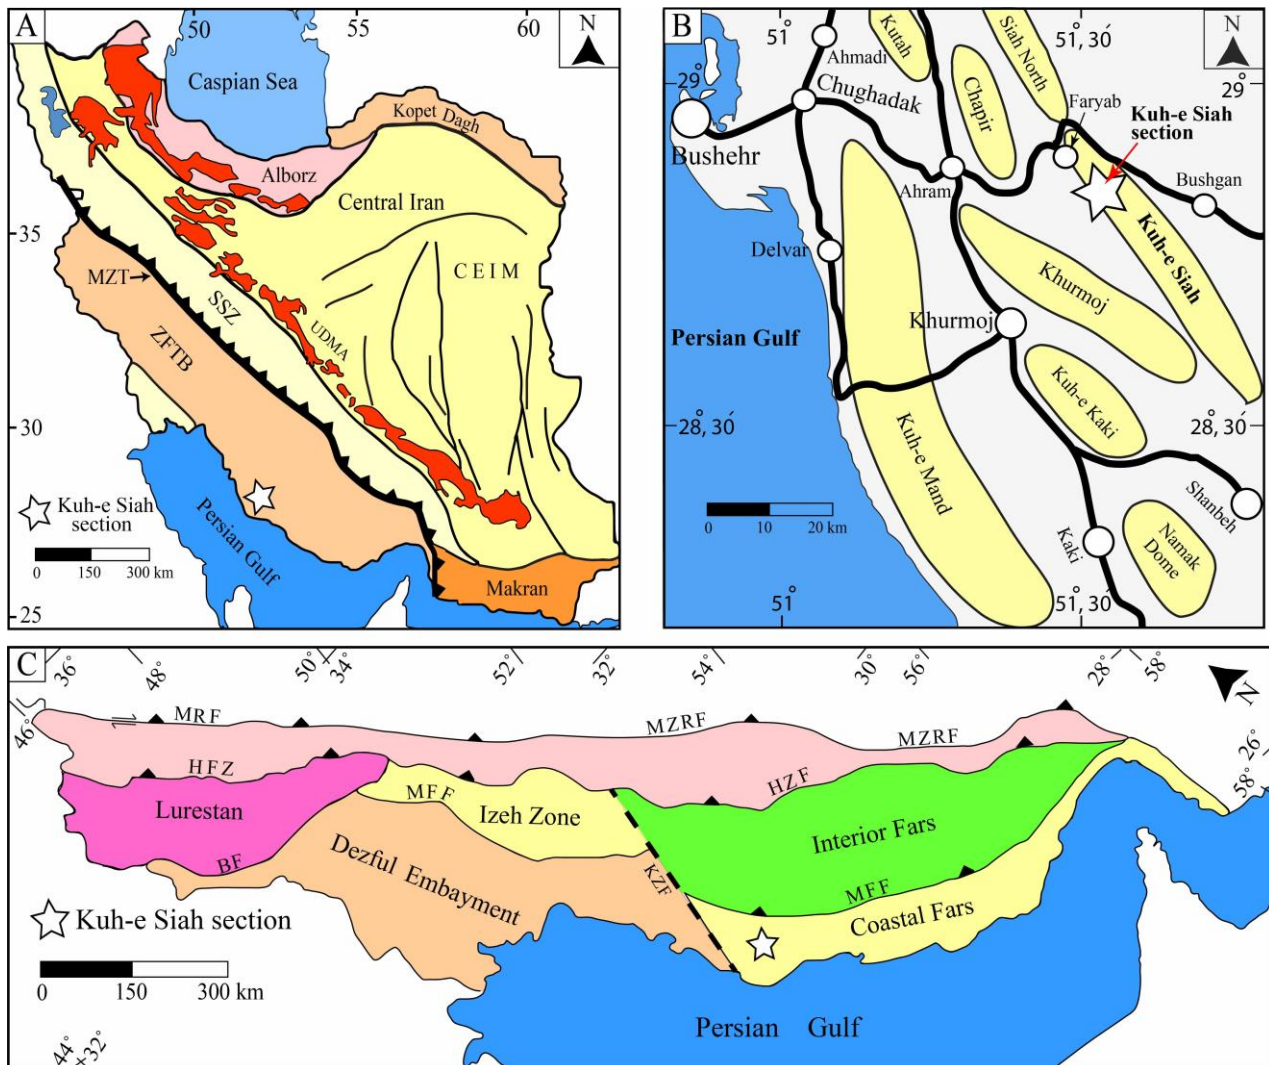 A
50
55
60
N
Caspian Sea
Kopet Dagh
Alborz
Central Iran
35
MZT
SSZ
CEIM
ZFTB
UDMA
30
Kuh-e Siah
section
Persian Gulf
0 150 300 km
Makran
25
B
51°
51°, 30´
N
Kutah
Siah North
Ahmadi
29°
29°
Chughadak
Chapir
Faryab
Kuh-e Siah
section
Bushehr
Ahram
Bushgan
Delvar
Kuh-e Siah
Khurmoj
Khurmoj
Persian Gulf
Kuh-e Kaki
28°, 30´
28°, 30´
Kuh-e Mand
Shanbeh
0 10 20 km
Kaki
Namak
Dome
51°
51°, 30´
C
36°
48°
50°
34°
52°
32°
54°
30°
56°
28°
58°
N
46°
MRF
MZRF
MZRF
26°
58°
HFZ
HZF
Lurestan
MFF
Izeh Zone
Interior Fars
BF
Dezful Embayment
KZF
MFF
Coastal Fars
Kuh-e Siah section
0 150 300 km
Persian Gulf
44°
+32°